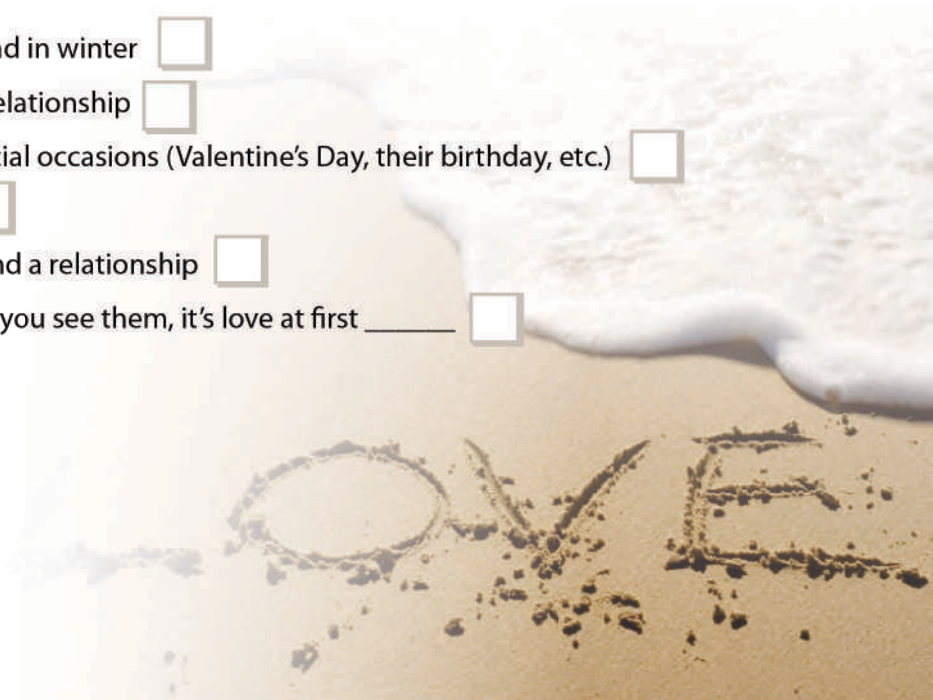 nd in winter
elationship
cial occasions (Valentine’s Day, their birthday, etc.)
nd a relationship
you see them, it’s love at first ______
LOVE